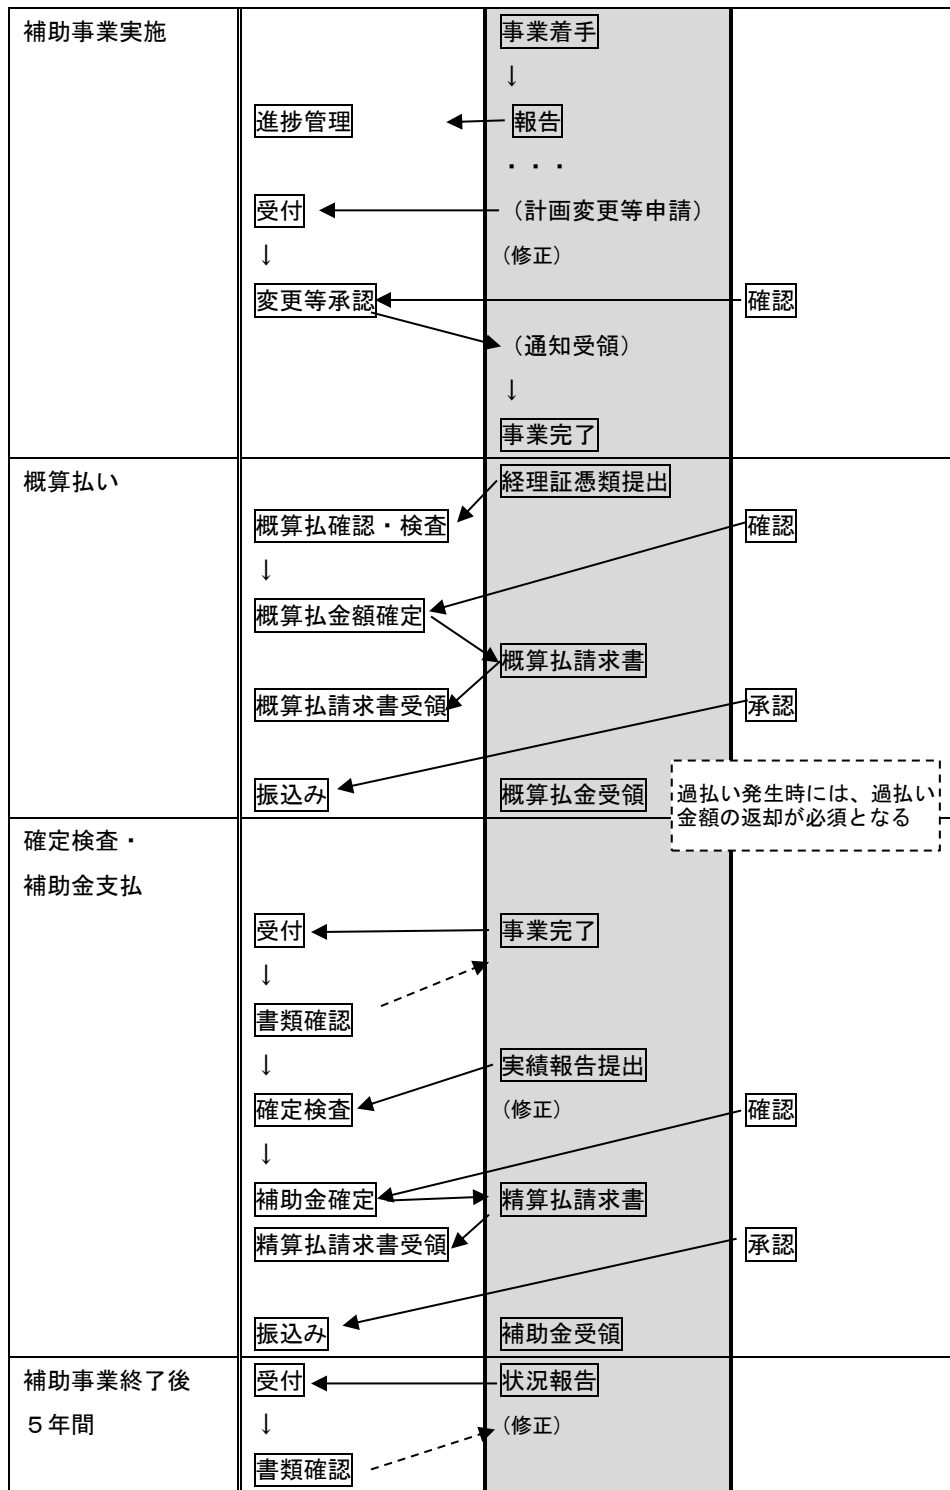 補助事業実施
事業着手
↓
進捗管理
報告
・・・
受付
（計画変更等申請）
↓
（修正）
変更等承認
確認
（通知受領）
↓
事業完了
概算払い
経理証憑類提出
概算払確認・検査
確認
↓
概算払金額確定
概算払請求書
概算払請求書受領
承認
振込み
概算払金受領
過払い発生時には、過払い
金額の返却が必須となる
確定検査・
補助金支払
受付
事業完了
↓
書類確認
↓
実績報告提出
確定検査
（修正）
確認
↓
補助金確定
精算払請求書
精算払請求書受領
承認
振込み
補助金受領
補助事業終了後
５年間
受付
状況報告
↓
（修正）
書類確認